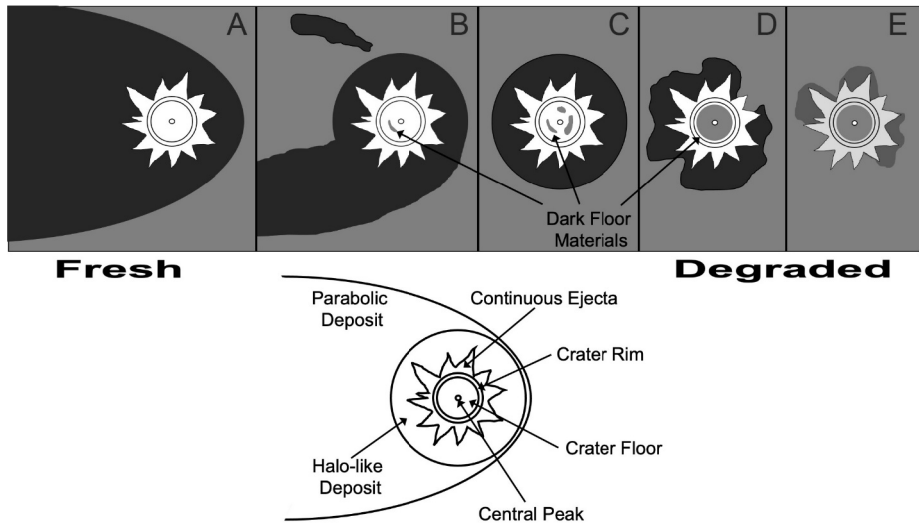 A
B
C
D
E
Dark Floor
Materials
Fresh
Degraded
Parabolic
Deposit
Continuous Ejecta
Crater Rim
Crater Floor
Halo-like
Deposit
Central Peak